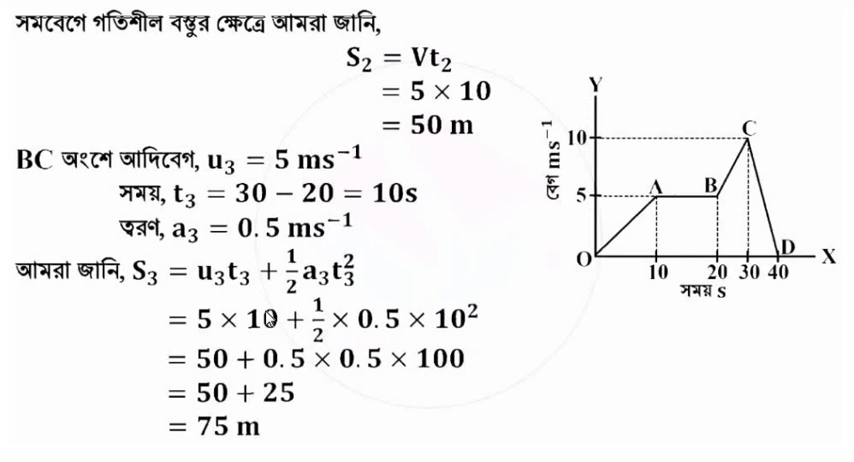 সমবেগে গতিশীল বস্তুর ক্ষেত্রে আমরা জানি,
S₂ = Vt₂
= 5 × 10
= 50 m
BC অংশে আদিবেগ, u₃ = 5 ms⁻¹
সময়, t₃ = 30 − 20 = 10s
ত্বরণ, a₃ = 0.5 ms⁻¹
আমরা জানি, S₃ = u₃t₃ + ½a₃t₃²
= 5 × 10 + ½ × 0.5 × 10²
= 50 + 0.5 × 0.5 × 100
= 50 + 25
= 75 m
Y
বেগ ms⁻¹
10
C
5
A
B
O
D
X
10 20 30 40
সময় s